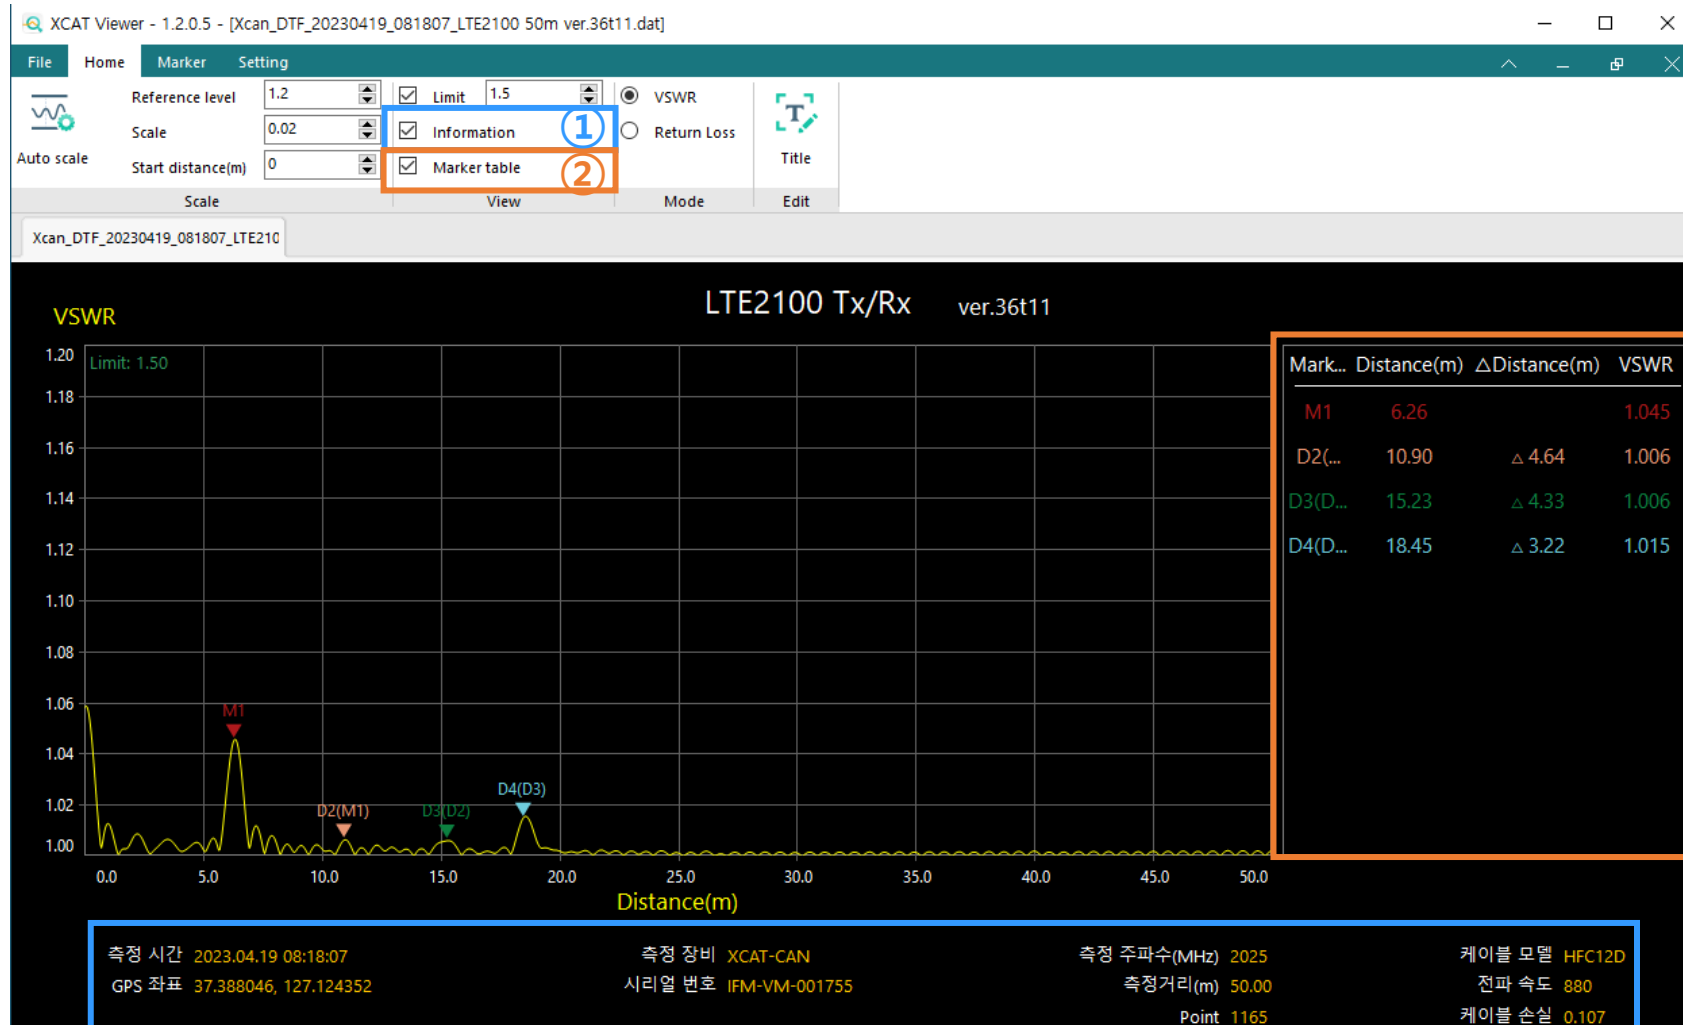 XCAT Viewer - 1.2.0.5 - [Xcan_DTF_20230419_081807_LTE2100 50m ver.36t11.dat]
File Home Marker Setting
Reference level 1.2
Scale 0.02
Start distance(m) 0
Auto scale
Scale
Limit 1.5
Information ①
Marker table ②
View
VSWR
Return Loss
Mode
T
Title
Edit
Xcan_DTF_20230419_081807_LTE210
LTE2100 Tx/Rx ver.36t11
VSWR
Limit: 1.50
1.20
1.18
1.16
1.14
1.12
1.10
1.08
1.06
1.04
1.02
1.00
M1
D2(M1)
D3(D2)
D4(D3)
0.0 5.0 10.0 15.0 20.0 25.0 30.0 35.0 40.0 45.0 50.0
Distance(m)
Mark... Distance(m) △Distance(m) VSWR
M1 6.26 1.045
D2(... 10.90 △ 4.64 1.006
D3(D... 15.23 △ 4.33 1.006
D4(D... 18.45 △ 3.22 1.015
측정 시간 2023.04.19 08:18:07 측정 장비 XCAT-CAN 측정 주파수(MHz) 2025 케이블 모델 HFC12D
GPS 좌표 37.388046, 127.124352 시리얼 번호 IFM-VM-001755 측정거리(m) 50.00 전파 속도 880
Point 1165 케이블 손실 0.107